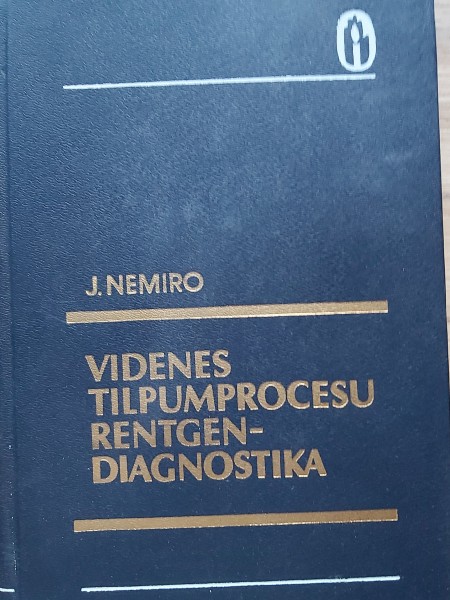 J. NEMIRO
VIDENES
TILPUMPROCESU
RENTGEN-
DIAGNOSTIKA